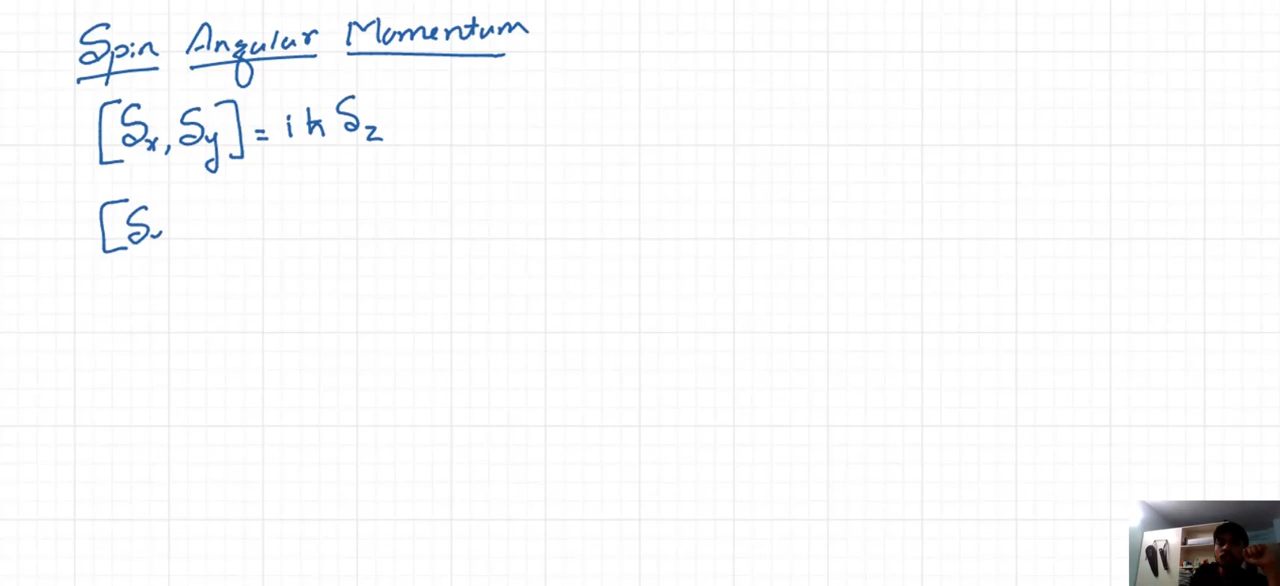 Spin Angular Momentum
[Sx, Sy] = iℏ Sz
[S